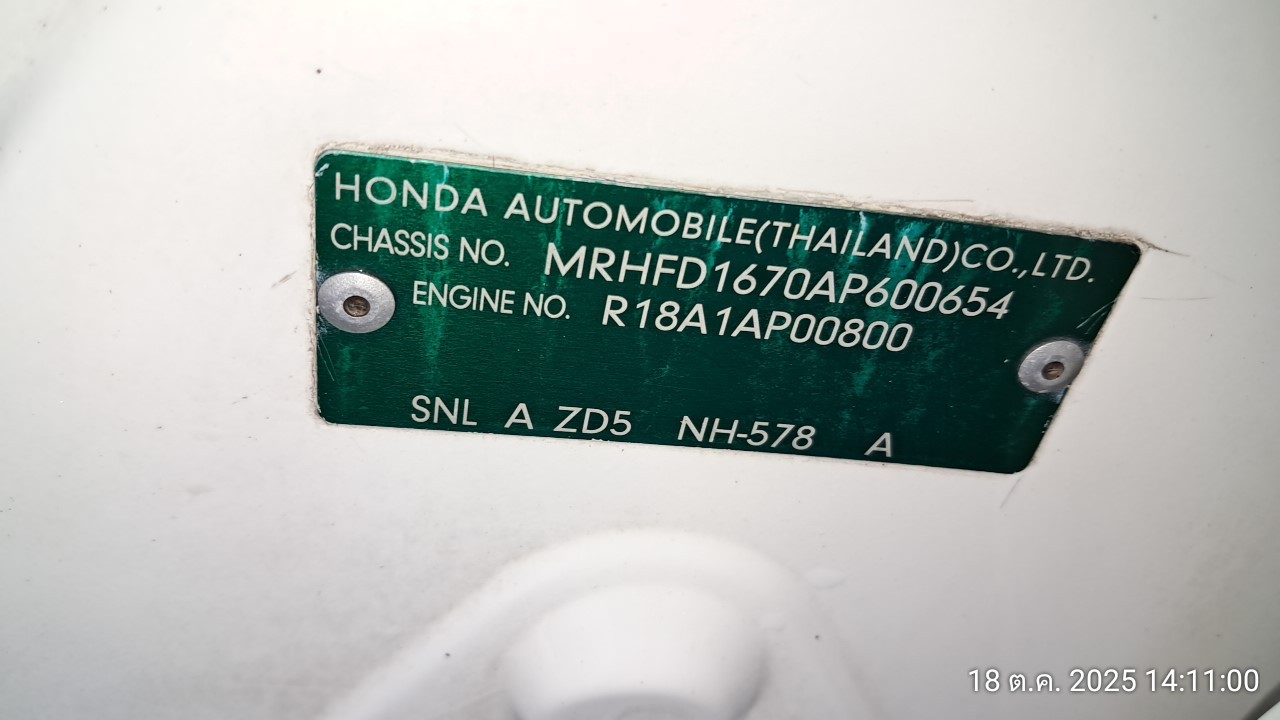 HONDA AUTOMOBILE(THAILAND)CO.,LTD.
CHASSIS NO. MRHFD1670AP600654
ENGINE NO. R18A1AP00800
SNL A ZD5 NH-578 A
18 ต.ค. 2025 14:11:00